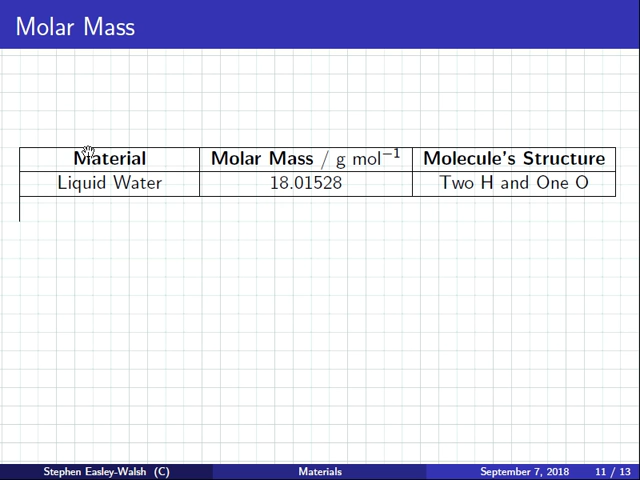 Molar Mass
Material Molar Mass / g mol⁻¹ Molecule's Structure
Liquid Water 18.01528 Two H and One O
Stephen Easley-Walsh (C) Materials September 7, 2018 11 / 13